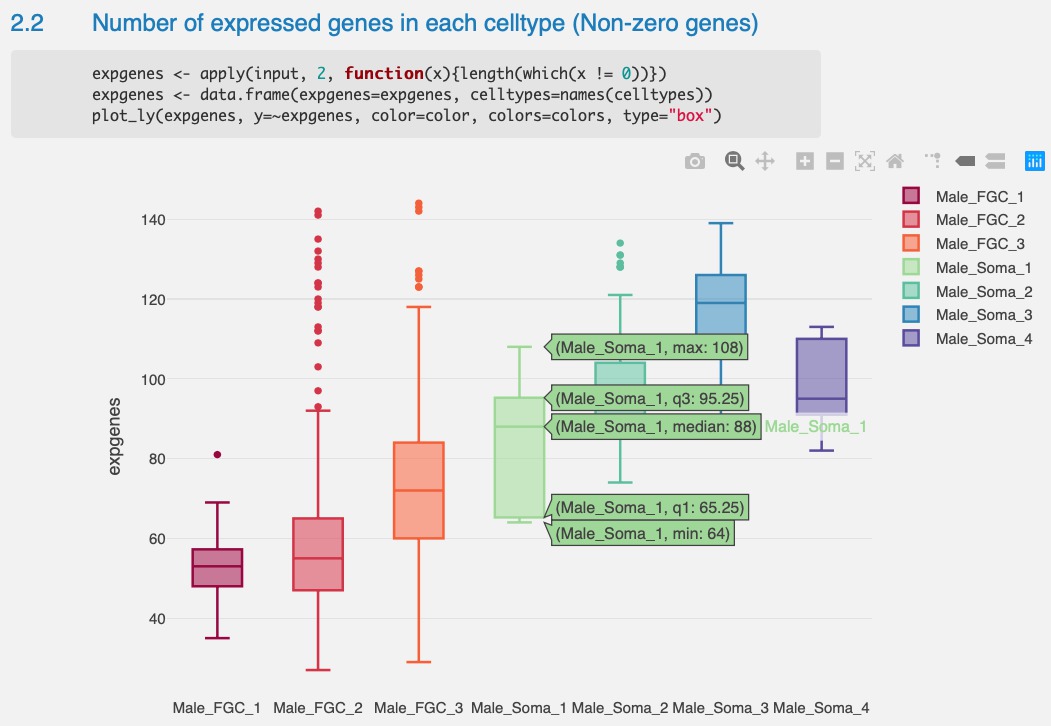 2.2 Number of expressed genes in each celltype (Non-zero genes)
expgenes <- apply(input, 2, function(x){length(which(x != 0))})
expgenes <- data.frame(expgenes=expgenes, celltypes=names(celltypes))
plot_ly(expgenes, y=~expgenes, color=color, colors=colors, type="box")
Male_FGC_1
Male_FGC_2
Male_FGC_3
Male_Soma_1
Male_Soma_2
Male_Soma_3
Male_Soma_4
140
120
100
80
60
40
expgenes
(Male_Soma_1, max: 108)
(Male_Soma_1, q3: 95.25)
(Male_Soma_1, median: 88) Male_Soma_1
(Male_Soma_1, q1: 65.25)
(Male_Soma_1, min: 64)
Male_FGC_1 Male_FGC_2 Male_FGC_3 Male_Soma_1 Male_Soma_2 Male_Soma_3 Male_Soma_4